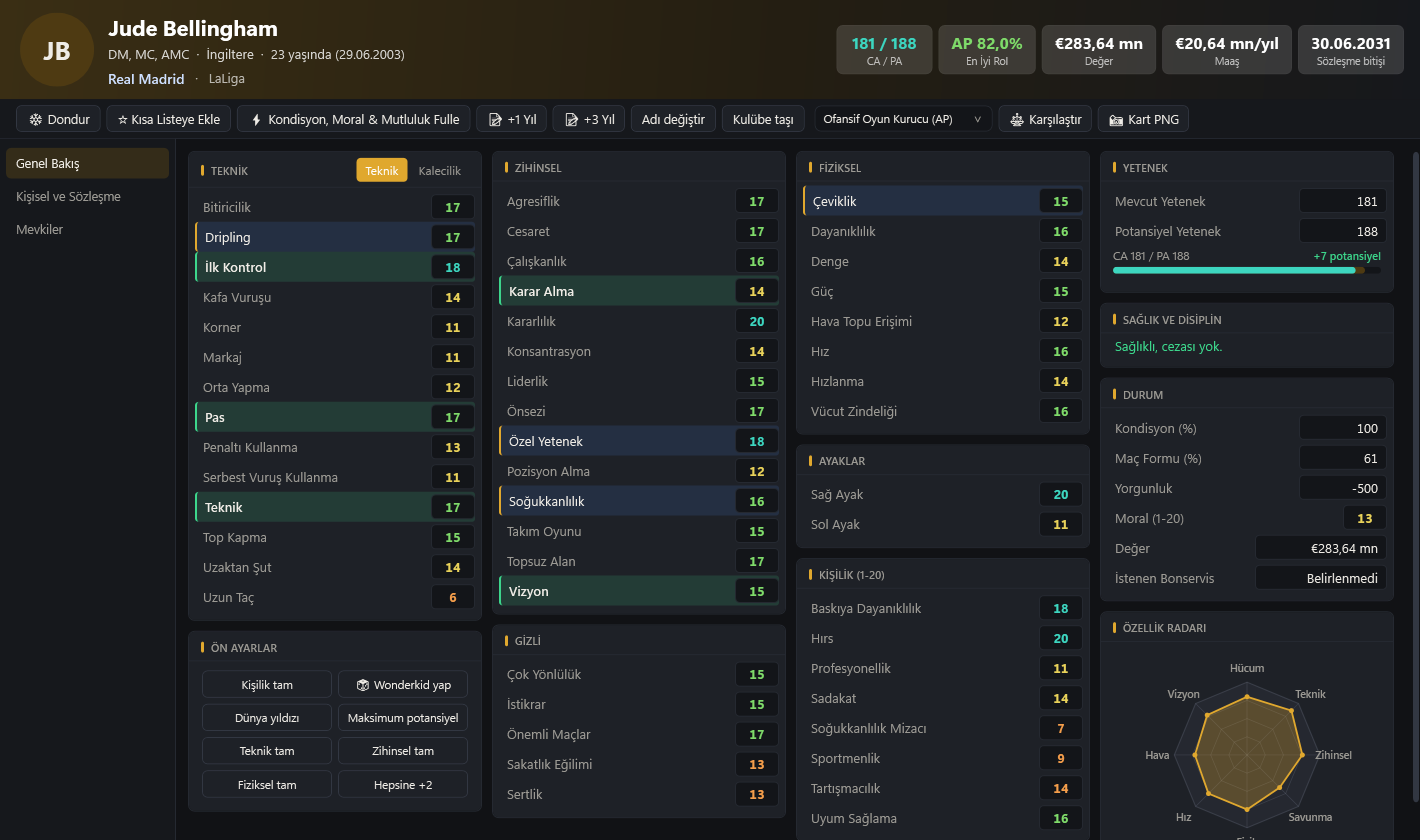 JB
Jude Bellingham
DM, MC, AMC · İngiltere · 23 yaşında (29.06.2003)
Real Madrid · LaLiga
181 / 188
CA / PA
AP 82,0%
En İyi Rol
€283,64 mn
Değer
€20,64 mn/yıl
Maaş
30.06.2031
Sözleşme bitişi
Dondur
Kısa Listeye Ekle
Kondisyon, Moral & Mutluluk Fulle
+1 Yıl
+3 Yıl
Adı değiştir
Kulübe taşı
Ofansif Oyun Kurucu (AP)
Karşılaştır
Kart PNG
Genel Bakış
Kişisel ve Sözleşme
Mevkiler
TEKNİK
Teknik
Kalecilik
Bitiricilik 17
Dripling 17
İlk Kontrol 18
Kafa Vuruşu 14
Korner 11
Markaj 11
Orta Yapma 12
Pas 17
Penaltı Kullanma 13
Serbest Vuruş Kullanma 11
Teknik 17
Top Kapma 15
Uzaktan Şut 14
Uzun Taç 6
ÖN AYARLAR
Kişilik tam
Wonderkid yap
Dünya yıldızı
Maksimum potansiyel
Teknik tam
Zihinsel tam
Fiziksel tam
Hepsine +2
ZİHİNSEL
Agresiflik 17
Cesaret 17
Çalışkanlık 16
Karar Alma 14
Kararlılık 20
Konsantrasyon 14
Liderlik 15
Önsezi 17
Özel Yetenek 18
Pozisyon Alma 12
Soğukkanlılık 16
Takım Oyunu 15
Topsuz Alan 17
Vizyon 15
GİZLİ
Çok Yönlülük 15
İstikrar 15
Önemli Maçlar 17
Sakatlık Eğilimi 13
Sertlik 13
FİZİKSEL
Çeviklik 15
Dayanıklılık 16
Denge 14
Güç 15
Hava Topu Erişimi 12
Hız 16
Hızlanma 14
Vücut Zindeliği 16
AYAKLAR
Sağ Ayak 20
Sol Ayak 11
KİŞİLİK (1-20)
Baskıya Dayanıklılık 18
Hırs 20
Profesyonellik 11
Sadakat 14
Soğukkanlılık Mizacı 7
Sportmenlik 9
Tartışmacılık 14
Uyum Sağlama 16
YETENEK
Mevcut Yetenek 181
Potansiyel Yetenek 188
CA 181 / PA 188 +7 potansiyel
SAĞLIK VE DİSİPLİN
Sağlıklı, cezası yok.
DURUM
Kondisyon (%) 100
Maç Formu (%) 61
Yorgunluk -500
Moral (1-20) 13
Değer €283,64 mn
İstenen Bonservis Belirlenmedi
ÖZELLİK RADARI
Hücum
Vizyon
Teknik
Hava
Zihinsel
Hız
Savunma